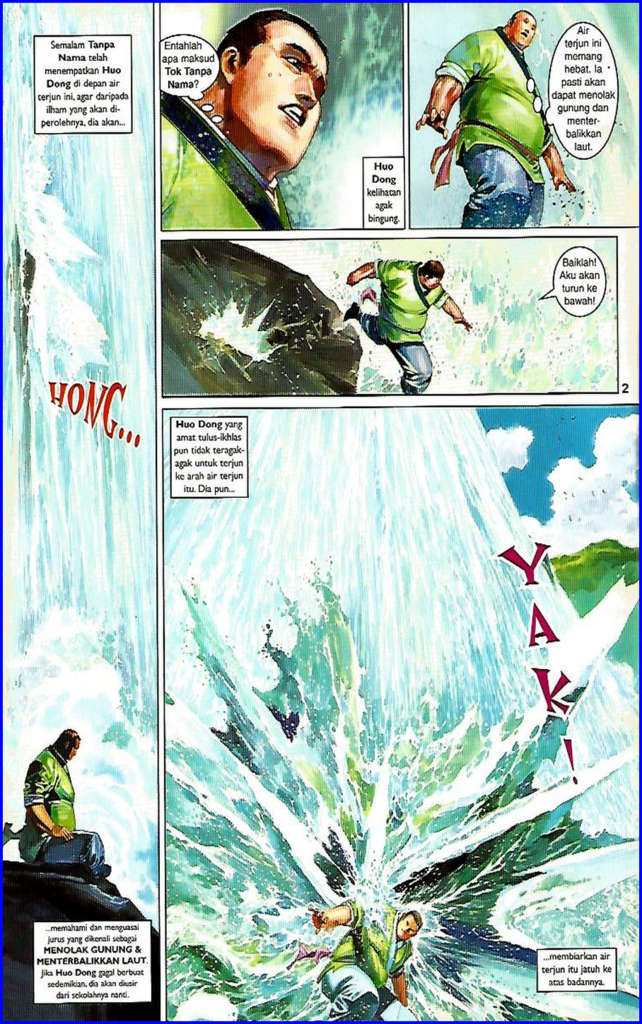 Semalam Tanpa
Nama telah
menempatkan Huo
Dong di depan air
terjun ini, agar daripada
ilham yang akan di-
perolehnya, dia akan...
HONG...
...memahami dan menguasai
jurus yang dikenali sebagai
MENOLAK GUNUNG &
MENTERBALIKKAN LAUT.
Jika Huo Dong gagal berbuat
sedemikian, dia akan diusir
dari sekolahnya nanti.
Entahlah
apa maksud
Tok Tanpa
Nama?
Huo
Dong
kelihatan
agak
bingung.
Air
terjun ini
memang
hebat. Ia
pasti akan
dapat menolak
gunung dan
menter-
balikkan
laut.
Baiklah!
Aku akan
turun ke
bawah!
2
Huo Dong yang
amat tulus-ikhlas
pun tidak teragak-
agak untuk terjun
ke arah air terjun
itu. Dia pun...
YAK!
...membiarkan air
terjun itu jatuh ke
atas badannya.